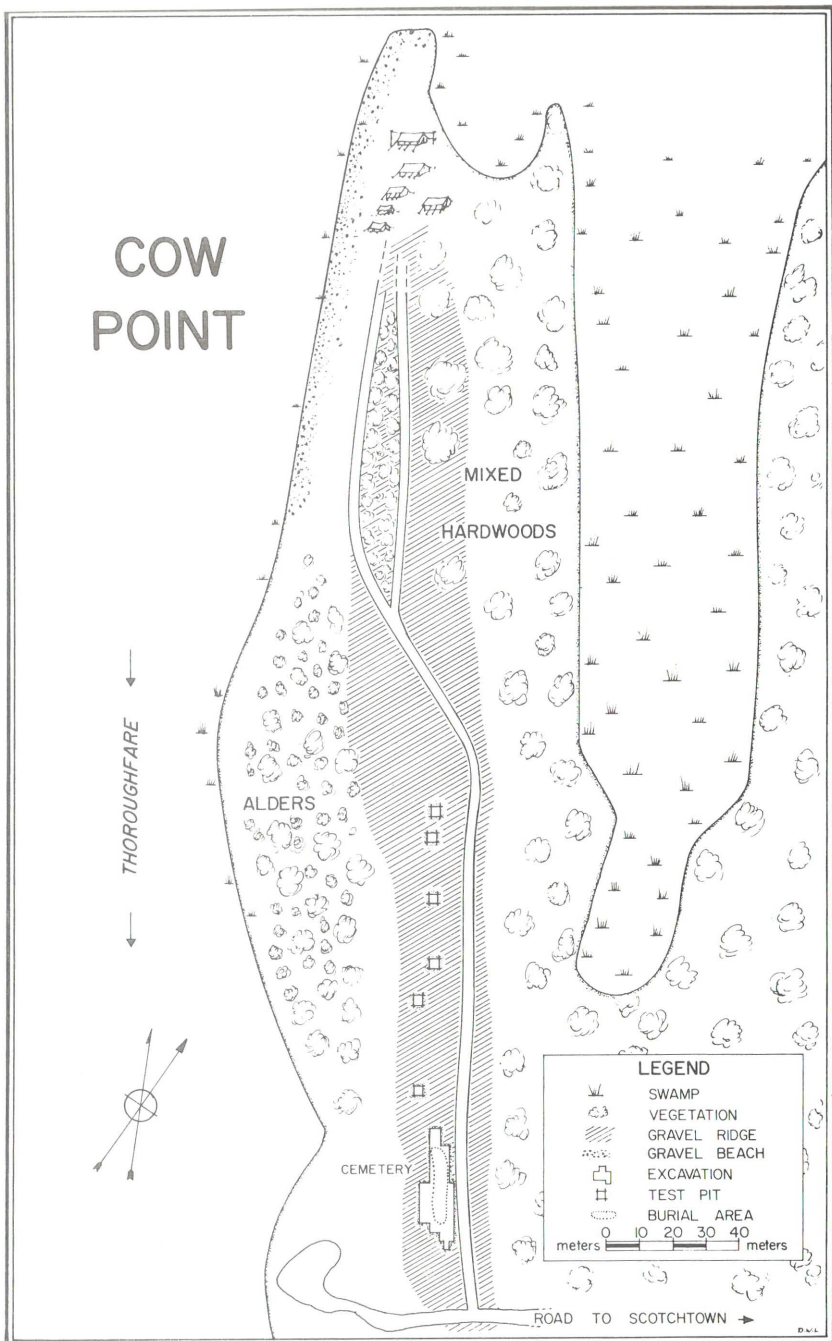 COW
POINT
MIXED
HARDWOODS
THOROUGHFARE
ALDERS
CEMETERY
LEGEND
SWAMP
VEGETATION
GRAVEL RIDGE
GRAVEL BEACH
EXCAVATION
TEST PIT
BURIAL AREA
0 10 20 30 40
meters meters
ROAD TO SCOTCHTOWN
D.W.L.